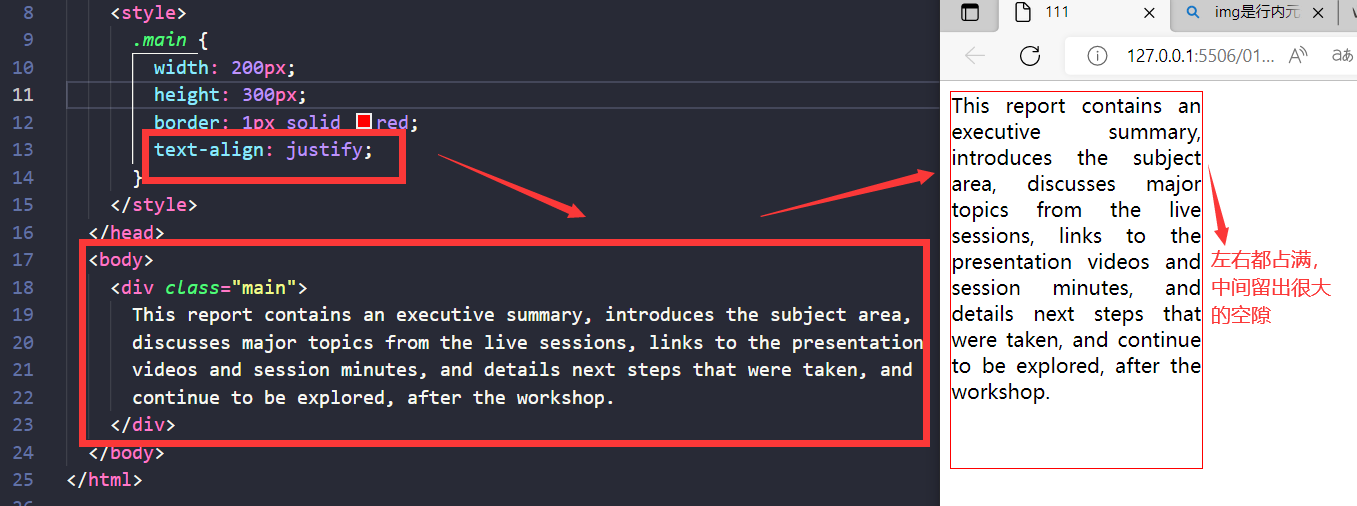 8 <style>
9 .main {
10 width: 200px;
11 height: 300px;
12 border: 1px solid red;
13 text-align: justify;
14 }
15 </style>
16 </head>
17 <body>
18 <div class="main">
19 This report contains an executive summary, introduces the subject area,
20 discusses major topics from the live sessions, links to the presentation
21 videos and session minutes, and details next steps that were taken, and
22 continue to be explored, after the workshop.
23 </div>
24 </body>
25 </html>
111
img是行内元
127.0.0.1:5506/01...
aあ
This report contains an
executive summary,
introduces the subject
area, discusses major
topics from the live
sessions, links to the
presentation videos and
session minutes, and
details next steps that
were taken, and continue
to be explored, after the
workshop.
左右都占满，
中间留出很大
的空隙